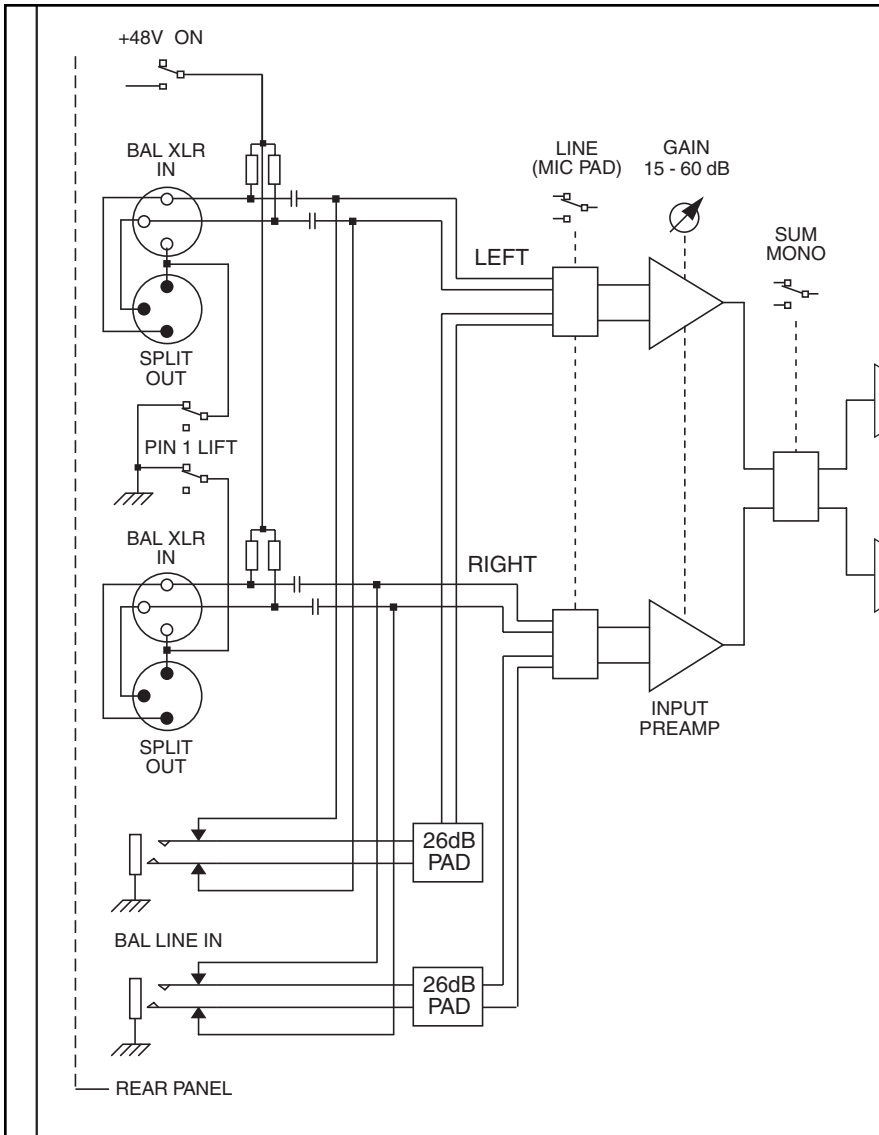 +48V ON
BAL XLR
IN
LINE
(MIC PAD)
GAIN
15 - 60 dB
SUM
MONO
LEFT
SPLIT
OUT
PIN 1 LIFT
BAL XLR
IN
RIGHT
INPUT
PREAMP
SPLIT
OUT
26dB
PAD
BAL LINE IN
26dB
PAD
REAR PANEL